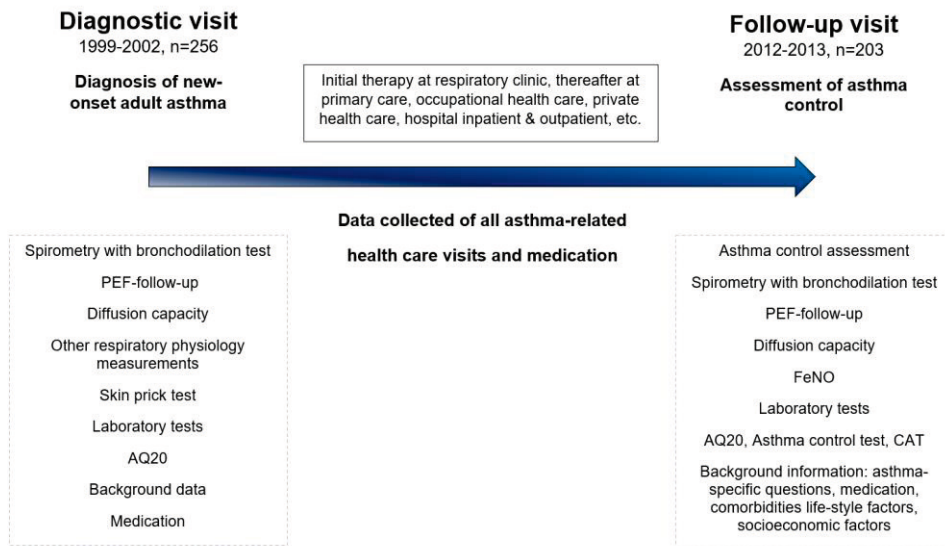 Diagnostic visit
1999-2002, n=256
Diagnosis of new-
onset adult asthma
Initial therapy at respiratory clinic, thereafter at
primary care, occupational health care, private
health care, hospital inpatient & outpatient, etc.
Follow-up visit
2012-2013, n=203
Assessment of asthma
control
Data collected of all asthma-related
health care visits and medication
Spirometry with bronchodilation test
PEF-follow-up
Diffusion capacity
Other respiratory physiology
measurements
Skin prick test
Laboratory tests
AQ20
Background data
Medication
Asthma control assessment
Spirometry with bronchodilation test
PEF-follow-up
Diffusion capacity
FeNO
Laboratory tests
AQ20, Asthma control test, CAT
Background information: asthma-
specific questions, medication,
comorbidities life-style factors,
socioeconomic factors